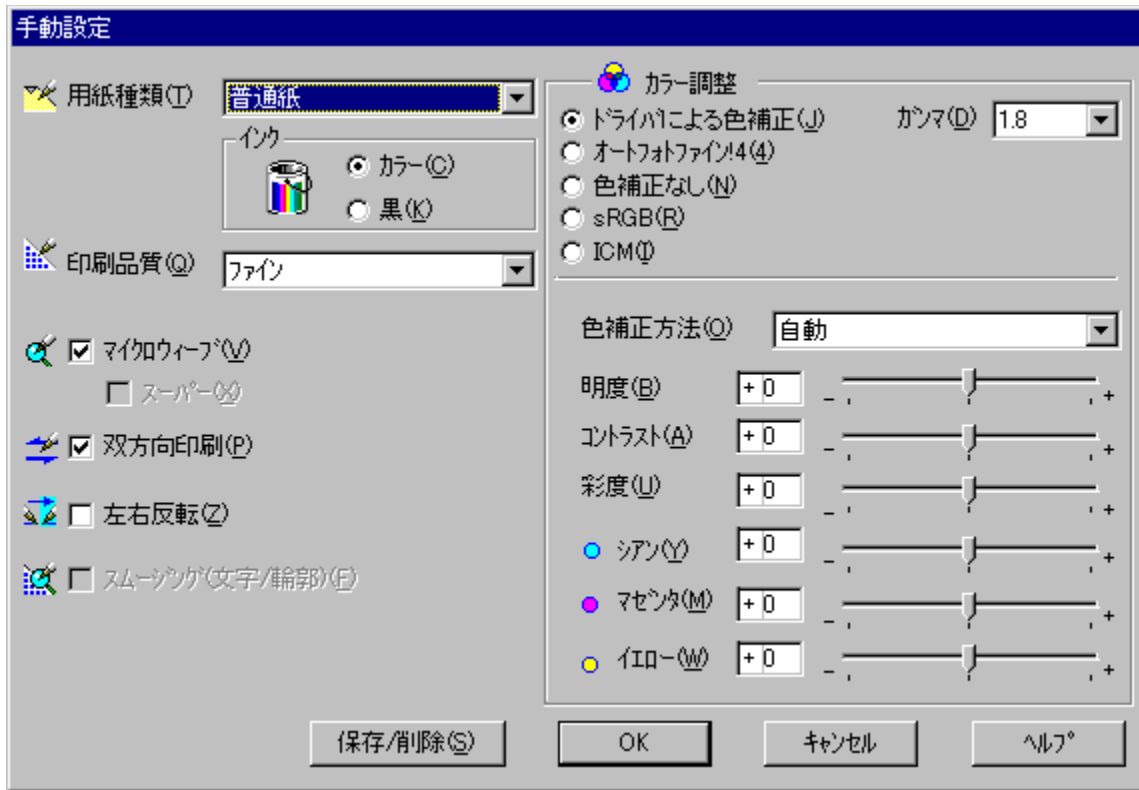 手動設定
用紙種類(T)
普通紙
インク
カラー(C)
黒(K)
印刷品質(Q)
ファイン
マイクロウィーブ(V)
スーパー(X)
双方向印刷(P)
左右反転(Z)
スムージング(文字/輪郭)(F)
カラー調整
ドライバによる色補正(J)
ガンマ(D)
1.8
オートフォトファイン!4(4)
色補正なし(N)
sRGB(R)
ICM(I)
色補正方法(O)
自動
明度(B)
+ 0
- +
コントラスト(A)
+ 0
- +
彩度(U)
+ 0
- +
シアン(Y)
+ 0
- +
マゼンタ(M)
+ 0
- +
イエロー(W)
+ 0
- +
保存/削除(S)
OK
キャンセル
ヘルプ